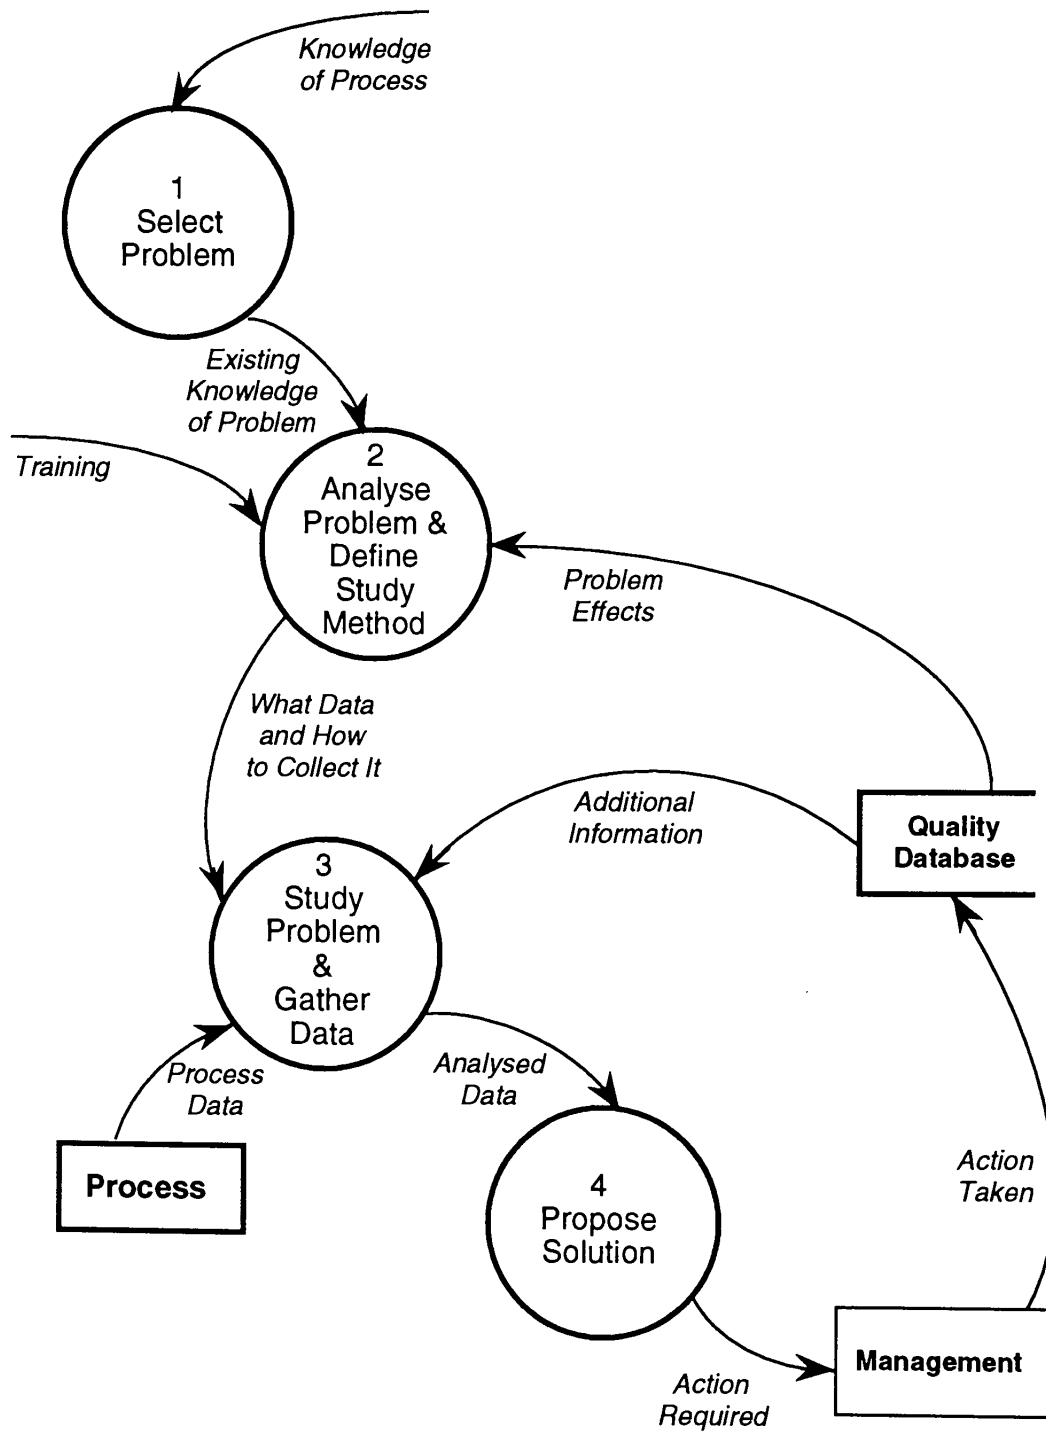 Knowledge
of Process
1
Select
Problem
Existing
Knowledge
of Problem
Training
2
Analyse
Problem &
Define
Study
Method
Problem
Effects
What Data
and How
to Collect It
Additional
Information
Quality
Database
3
Study
Problem
&
Gather
Data
Process
Data
Analysed
Data
Process
4
Propose
Solution
Action
Taken
Management
Action
Required